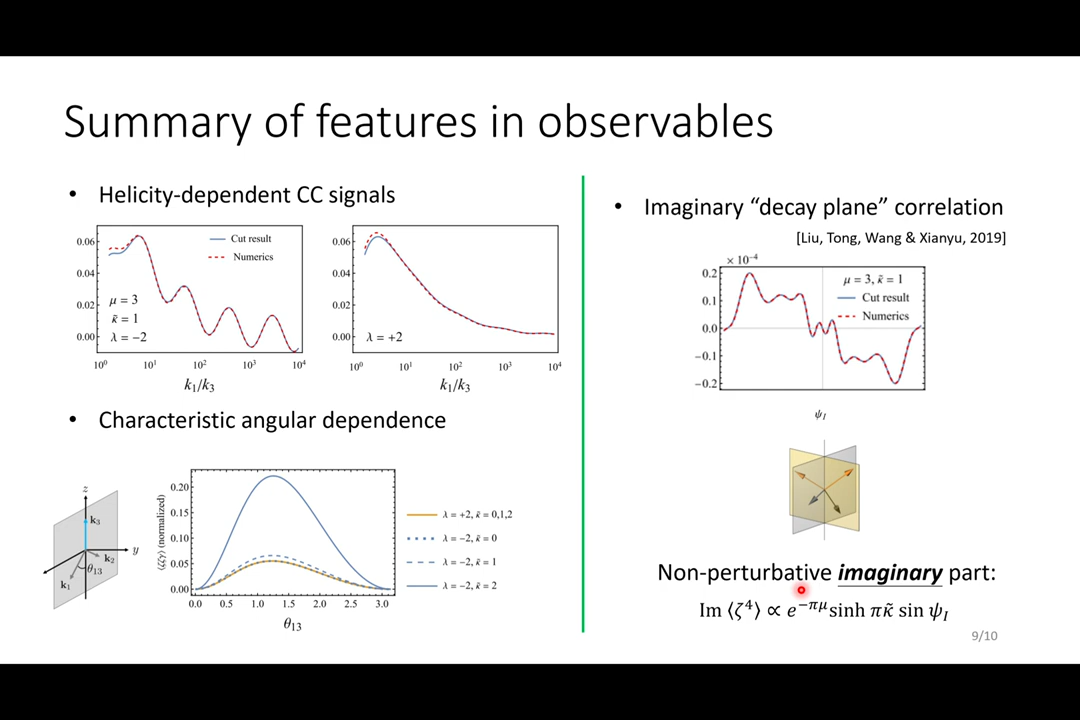 Summary of features in observables
• Helicity-dependent CC signals
0.06
0.04
0.02
0.00
Cut result
Numerics
μ = 3
κ̃ = 1
λ = −2
10⁰ 10¹ 10² 10³ 10⁴
k₁/k₃
0.06
0.04
0.02
0.00
λ = +2
10⁰ 10¹ 10² 10³ 10⁴
k₁/k₃
• Characteristic angular dependence
z
k₃
y
k₂
θ₁₃
k₁
⟨ζζγ⟩ (normalized)
0.20
0.15
0.10
0.05
0.00
0.0 0.5 1.0 1.5 2.0 2.5 3.0
θ₁₃
λ = +2, κ̃ = 0,1,2
λ = −2, κ̃ = 0
λ = −2, κ̃ = 1
λ = −2, κ̃ = 2
• Imaginary “decay plane” correlation
[Liu, Tong, Wang & Xianyu, 2019]
× 10⁻⁴
0.2
0.1
0.0
−0.1
−0.2
μ = 3, κ̃ = 1
Cut result
Numerics
ψ_I
Non-perturbative imaginary part:
Im ⟨ζ⁴⟩ ∝ e^{−πμ} sinh πκ̃ sin ψ_I
9/10